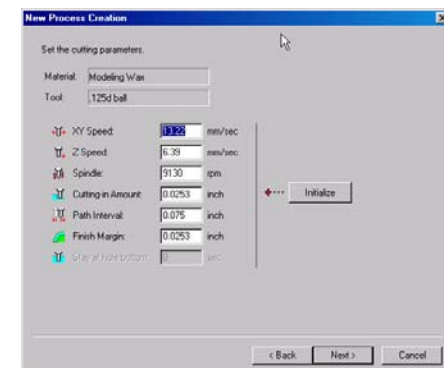 New Process Creation
Set the cutting parameters.
Material: Modeling Wax
Tool: .125d ball
XY Speed: 13.22 mm/sec
Z Speed: 6.39 mm/sec
Spindle: 9130 rpm
Cutting-in Amount: 0.0253 inch
Initialize
Path Interval: 0.075 inch
Finish Margin: 0.0253 inch
Stay at hole bottom: 0 sec
< Back Next > Cancel